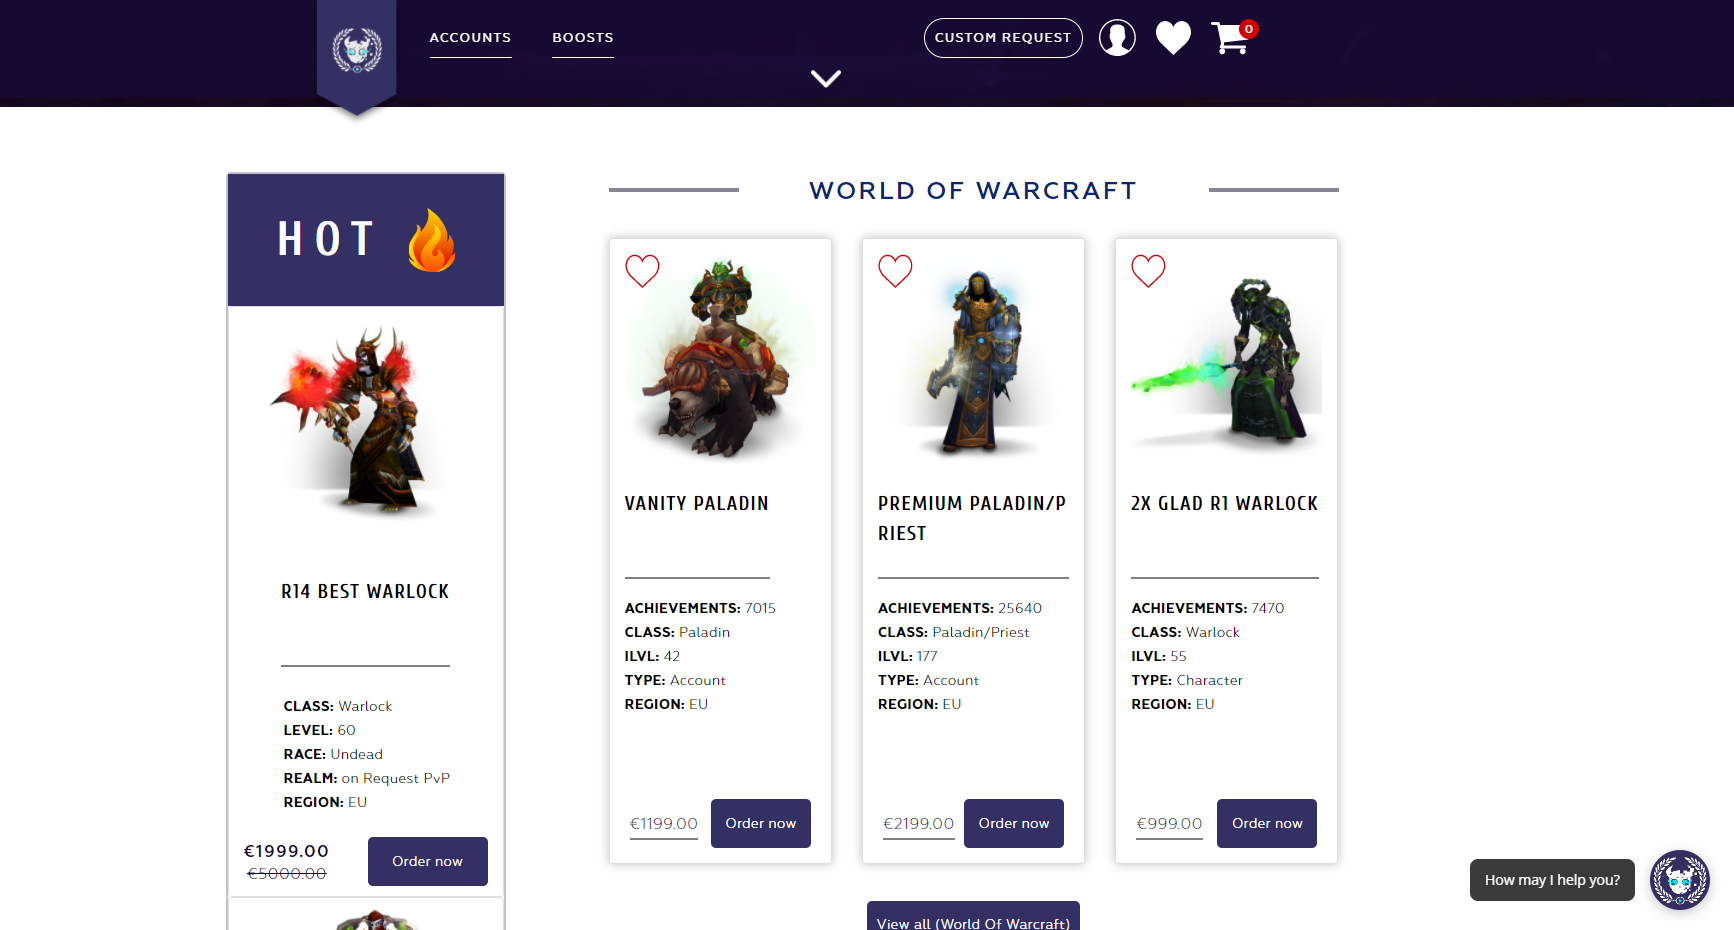 ACCOUNTS
BOOSTS
CUSTOM REQUEST
0
HOT
R14 BEST WARLOCK
CLASS: Warlock
LEVEL: 60
RACE: Undead
REALM: on Request PvP
REGION: EU
€1999.00
€5000.00
Order now
WORLD OF WARCRAFT
VANITY PALADIN
ACHIEVEMENTS: 7015
CLASS: Paladin
ILVL: 42
TYPE: Account
REGION: EU
€1199.00
Order now
PREMIUM PALADIN/P
RIEST
ACHIEVEMENTS: 25640
CLASS: Paladin/Priest
ILVL: 177
TYPE: Account
REGION: EU
€2199.00
Order now
2X GLAD R1 WARLOCK
ACHIEVEMENTS: 7470
CLASS: Warlock
ILVL: 55
TYPE: Character
REGION: EU
€999.00
Order now
View all (World Of Warcraft)
How may I help you?